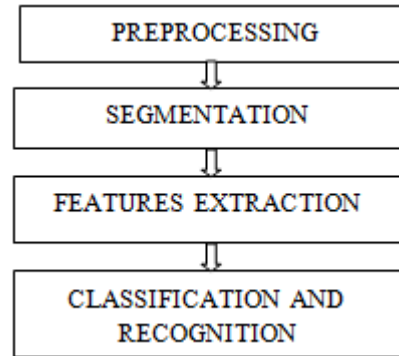 PREPROCESSING
SEGMENTATION
FEATURES EXTRACTION
CLASSIFICATION AND
RECOGNITION